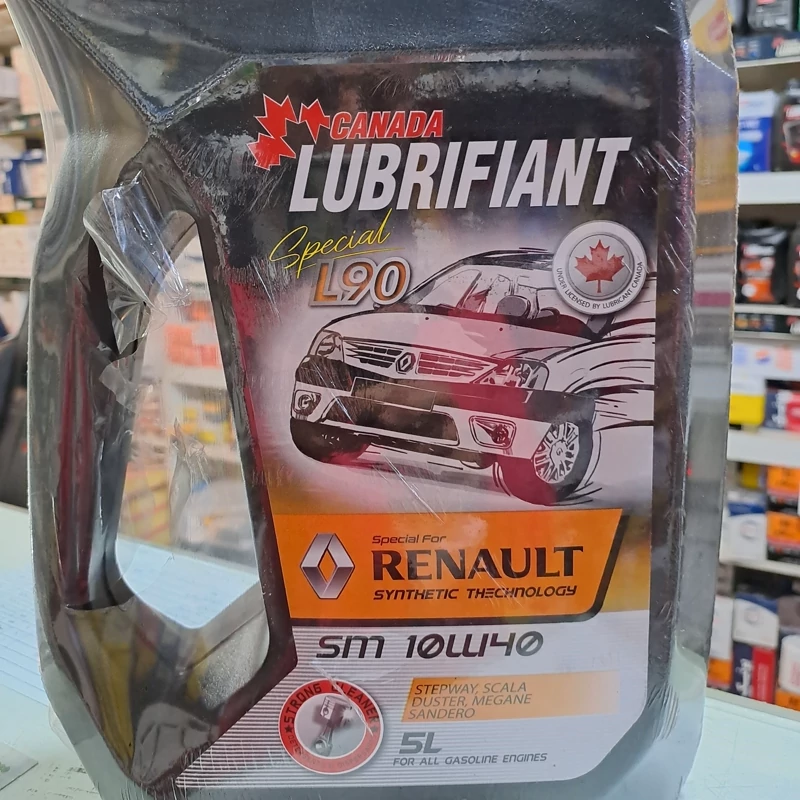 CANADA
LUBRIFIANT
Special
L90
UNDER LICENSED BY LUBRICANT CANADA
Special For
RENAULT
SYNTHETIC THECHNOLOGY
SM 10W40
STRONG CLEANER
STEPWAY, SCALA
DUSTER, MEGANE
SANDERO
5L
FOR ALL GASOLINE ENGINES